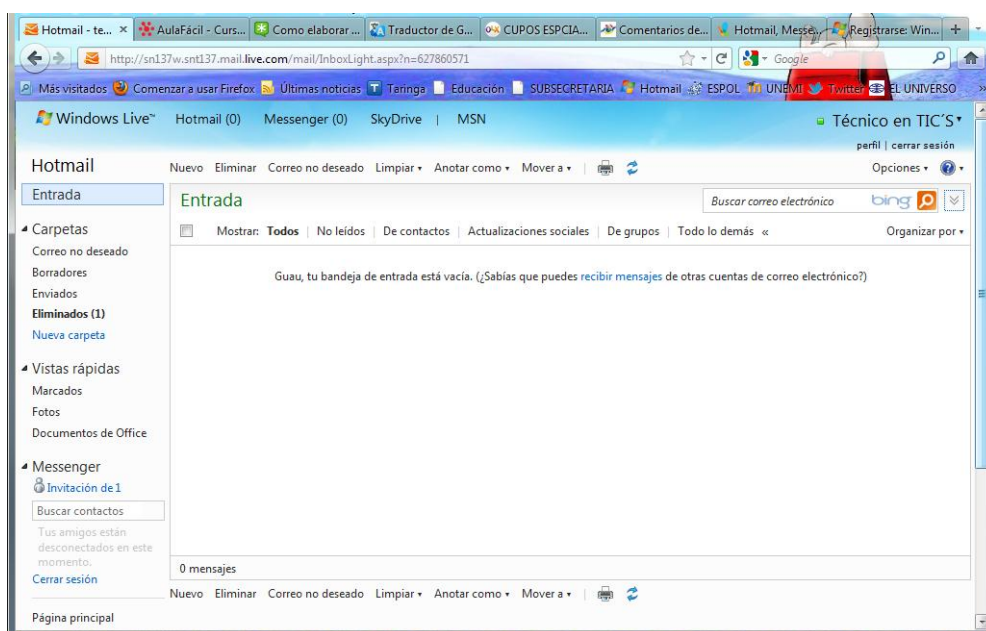 Hotmail - te... × AulaFácil - Curs... Como elaborar ... Traductor de G... CUPOS ESPCIA... Comentarios de... Hotmail, Messe... Registrarse: Win... +
http://sn137w.snt137.mail.live.com/mail/InboxLight.aspx?n=627860571 Google
Más visitados Comenzar a usar Firefox Últimas noticias Taringa Educación SUBSECRETARIA Hotmail ESPOL UNEMI Twitter EL UNIVERSO »
Windows Live™ Hotmail (0) Messenger (0) SkyDrive | MSN Técnico en TIC´S
perfil | cerrar sesión
Hotmail Nuevo Eliminar Correo no deseado Limpiar Anotar como Mover a | Opciones
Entrada Entrada Buscar correo electrónico bing
Carpetas Mostrar: Todos | No leídos | De contactos | Actualizaciones sociales | De grupos | Todo lo demás « Organizar por
Correo no deseado
Borradores Guau, tu bandeja de entrada está vacía. (¿Sabías que puedes recibir mensajes de otras cuentas de correo electrónico?)
Enviados
Eliminados (1)
Nueva carpeta
Vistas rápidas
Marcados
Fotos
Documentos de Office
Messenger
Invitación de 1
Buscar contactos
Tus amigos están
desconectados en este
momento.
0 mensajes
Cerrar sesión
Nuevo Eliminar Correo no deseado Limpiar Anotar como Mover a |
Página principal